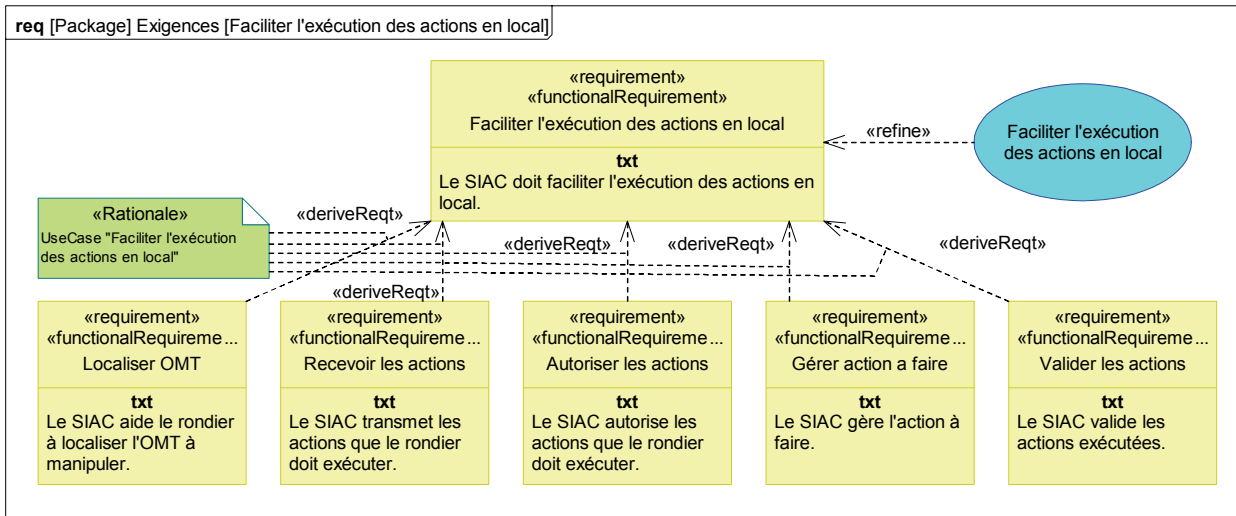 req [Package] Exigences [Faciliter l'exécution des actions en local]
«requirement»
«functionalRequirement»
Faciliter l'exécution des actions en local
txt
Le SIAC doit faciliter l'exécution des actions en
local.
«refine»
Faciliter l'exécution
des actions en local
«Rationale»
UseCase "Faciliter l'exécution
des actions en local"
«deriveReqt»
«deriveReqt»
«deriveReqt»
«deriveReqt»
«deriveReqt»
«requirement»
«functionalRequireme...
Localiser OMT
txt
Le SIAC aide le rondier
à localiser l'OMT à
manipuler.
«requirement»
«functionalRequireme...
Recevoir les actions
txt
Le SIAC transmet les
actions que le rondier
doit exécuter.
«requirement»
«functionalRequireme...
Autoriser les actions
txt
Le SIAC autorise les
actions que le rondier
doit exécuter.
«requirement»
«functionalRequireme...
Gérer action a faire
txt
Le SIAC gère l'action à
faire.
«requirement»
«functionalRequireme...
Valider les actions
txt
Le SIAC valide les
actions exécutées.